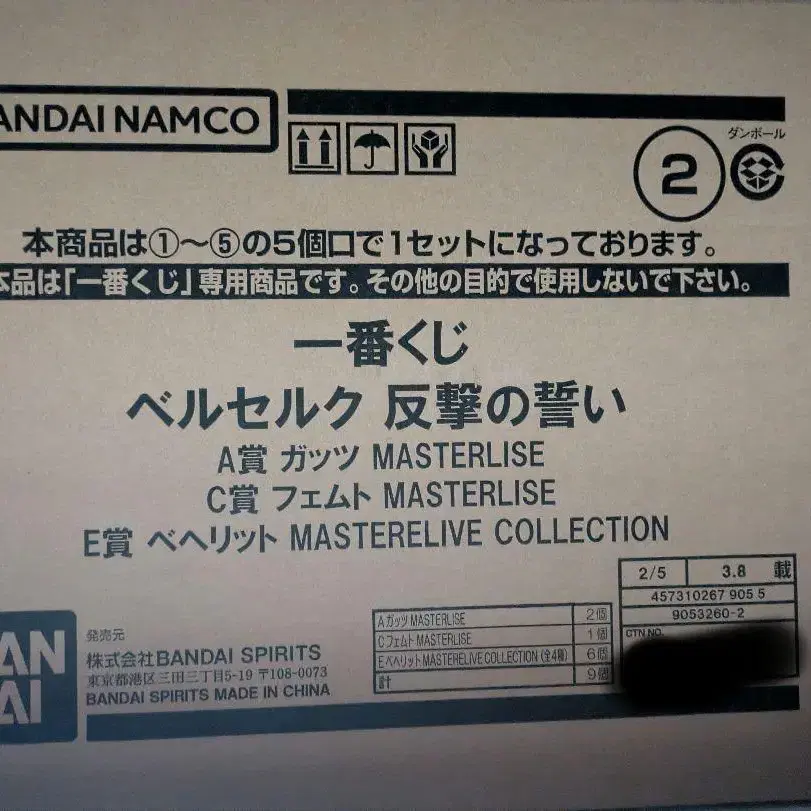 ANDAI NAMCO
ダンボール
2
本商品は①～⑤の5個口で1セットになっております。
本品は「一番くじ」専用商品です。その他の目的で使用しないで下さい。
一番くじ
ベルセルク 反撃の誓い
A賞 ガッツ MASTERLISE
C賞 フェムト MASTERLISE
E賞 ベヘリット MASTERELIVE COLLECTION
2/5 3.8 載
457310267 905 5
9053260-2
CTN NO.
Aガッツ MASTERLISE 2個
Cフェムト MASTERLISE 1個
Eベヘリット MASTERELIVE COLLECTION (全4種) 6個
計 9個
AN
AI
発売元
株式会社BANDAI SPIRITS
東京都港区三田三丁目5-19 〒108-0073
BANDAI SPIRITS MADE IN CHINA